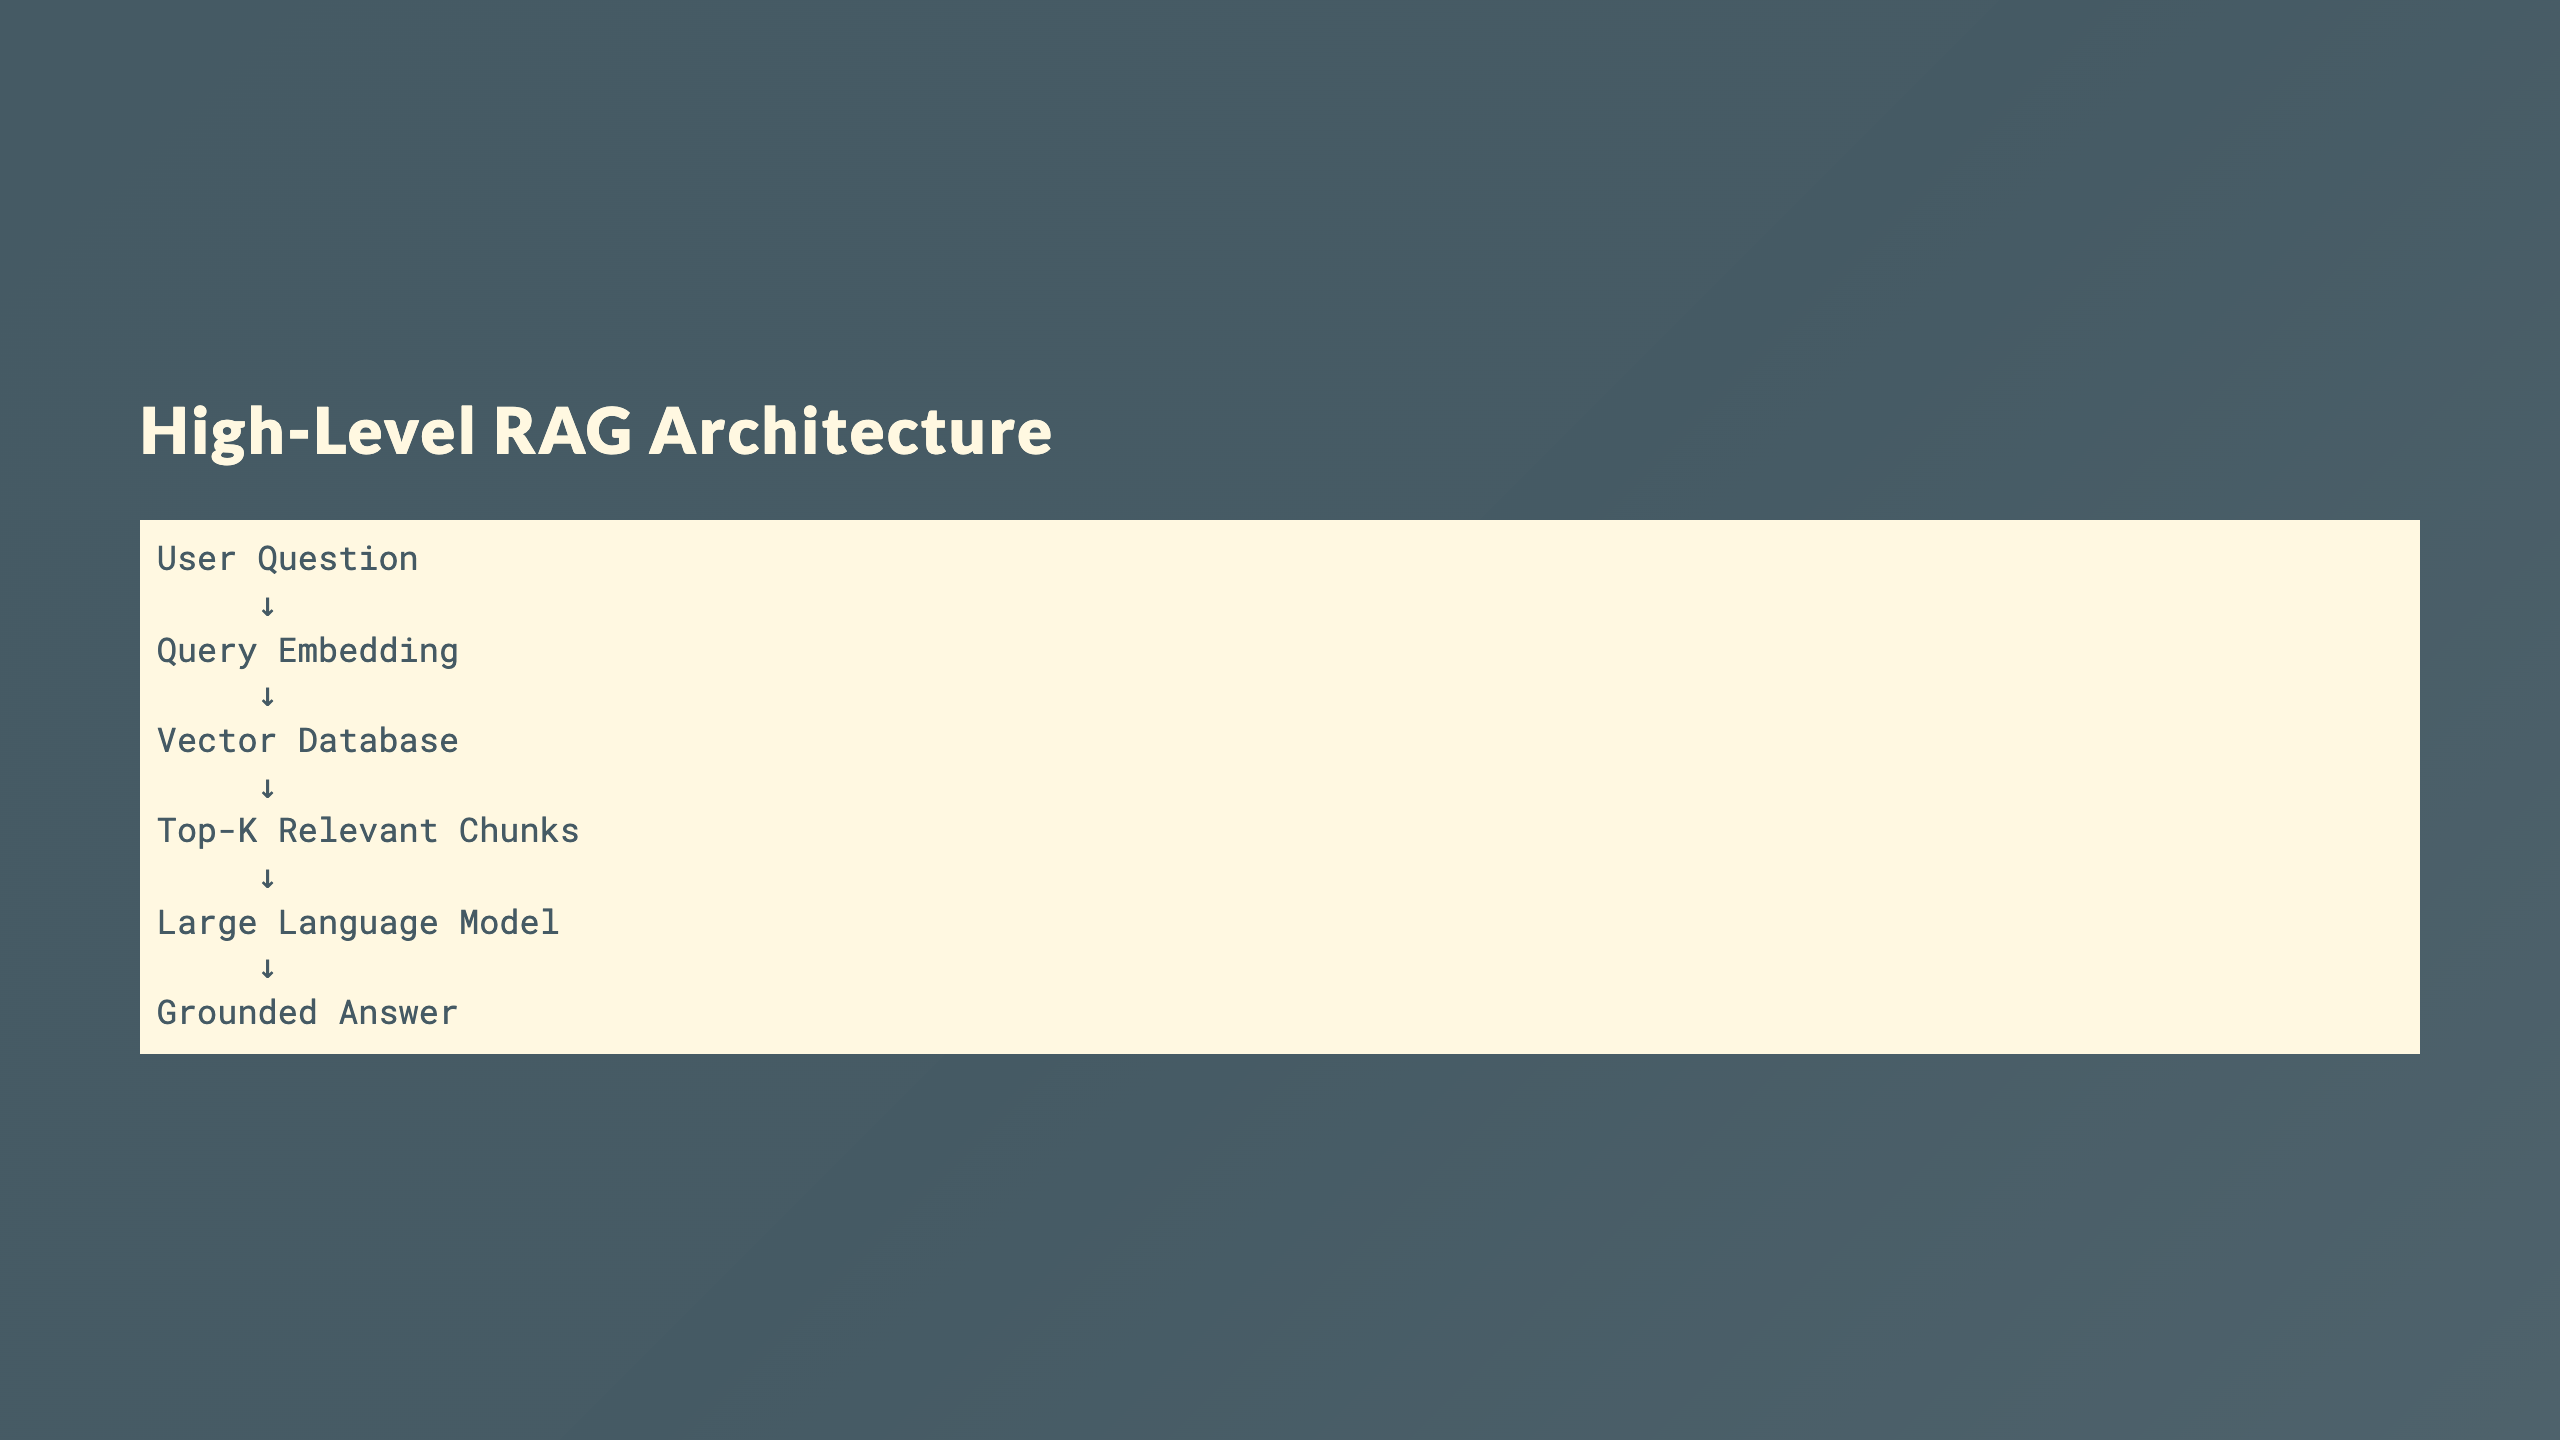 High-Level RAG Architecture
User Question
↓
Query Embedding
↓
Vector Database
↓
Top-K Relevant Chunks
↓
Large Language Model
↓
Grounded Answer